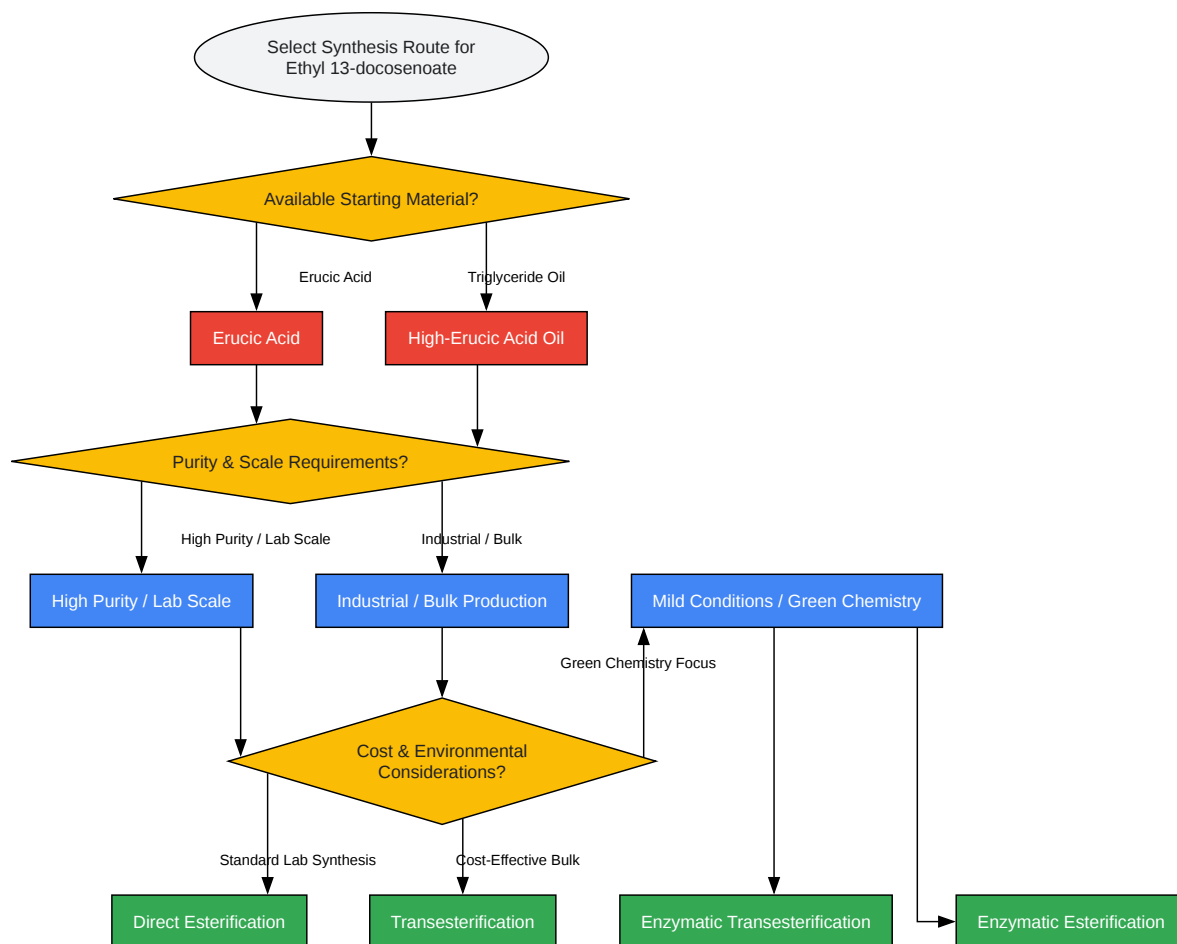 Select Synthesis Route for
Ethyl 13-docosenoate
Available Starting Material?
Erucic Acid
Triglyceride Oil
Erucic Acid
High-Erucic Acid Oil
Purity & Scale Requirements?
High Purity / Lab Scale
Industrial / Bulk
High Purity / Lab Scale
Industrial / Bulk Production
Mild Conditions / Green Chemistry
Green Chemistry Focus
Cost & Environmental
Considerations?
Standard Lab Synthesis
Cost-Effective Bulk
Direct Esterification
Transesterification
Enzymatic Transesterification
Enzymatic Esterification